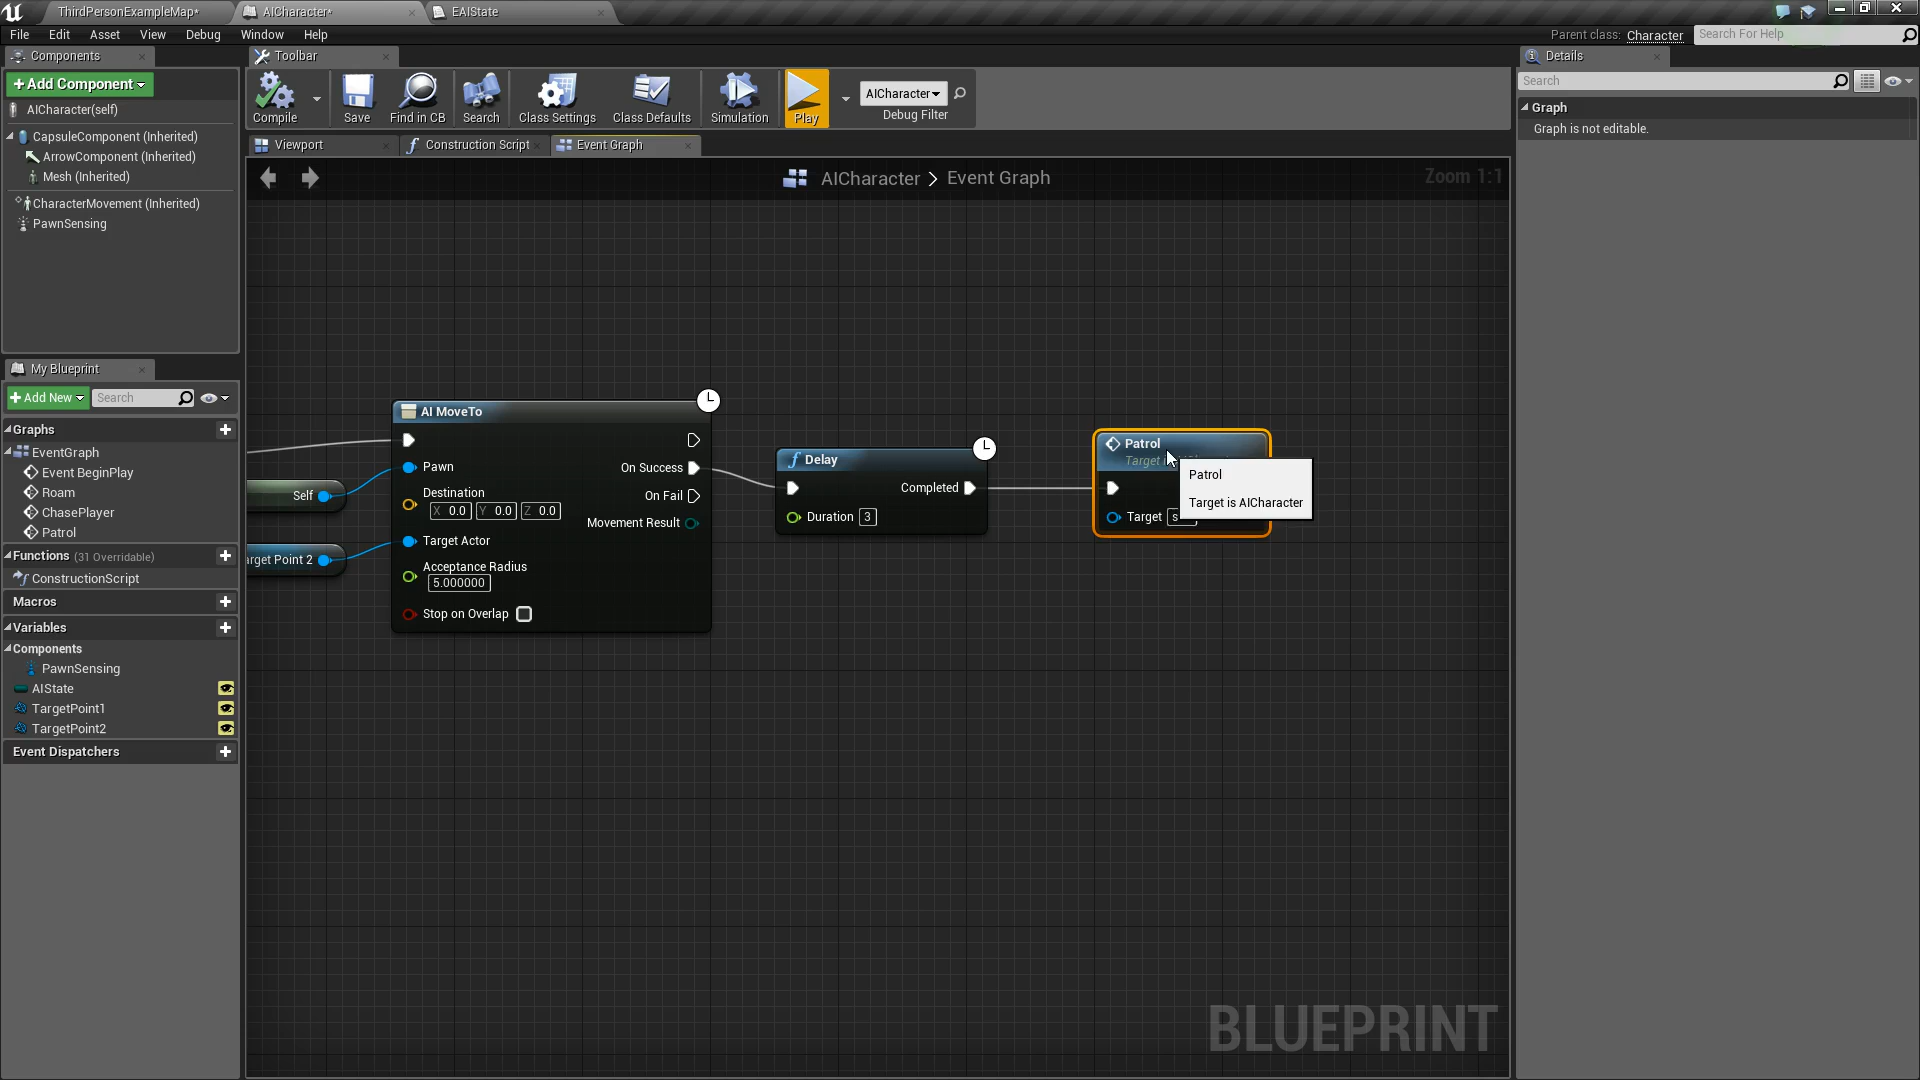 ThirdPersonExampleMap*
AICharacter*
EAIState
File Edit Asset View Debug Window Help
Parent class: Character
Search For Help
Components
Toolbar
Details
+Add Component
AICharacter(self)
CapsuleComponent (Inherited)
ArrowComponent (Inherited)
Mesh (Inherited)
CharacterMovement (Inherited)
PawnSensing
Compile
Save
Find in CB
Search
Class Settings
Class Defaults
Simulation
Play
AICharacter
Debug Filter
Search
Graph
Graph is not editable.
Viewport
Construction Script
Event Graph
AICharacter > Event Graph
Zoom 1:1
My Blueprint
+Add New
Search
Graphs
EventGraph
Event BeginPlay
Roam
ChasePlayer
Patrol
Functions (31 Overridable)
ConstructionScript
Macros
Variables
Components
PawnSensing
AIState
TargetPoint1
TargetPoint2
Event Dispatchers
Self
arget Point 2
AI MoveTo
Pawn
On Success
Destination
X 0.0 Y 0.0 Z 0.0
On Fail
Movement Result
Target Actor
Acceptance Radius
5.000000
Stop on Overlap
Delay
Completed
Duration 3
Patrol
Target
Patrol
Target is AICharacter
Target
BLUEPRINT